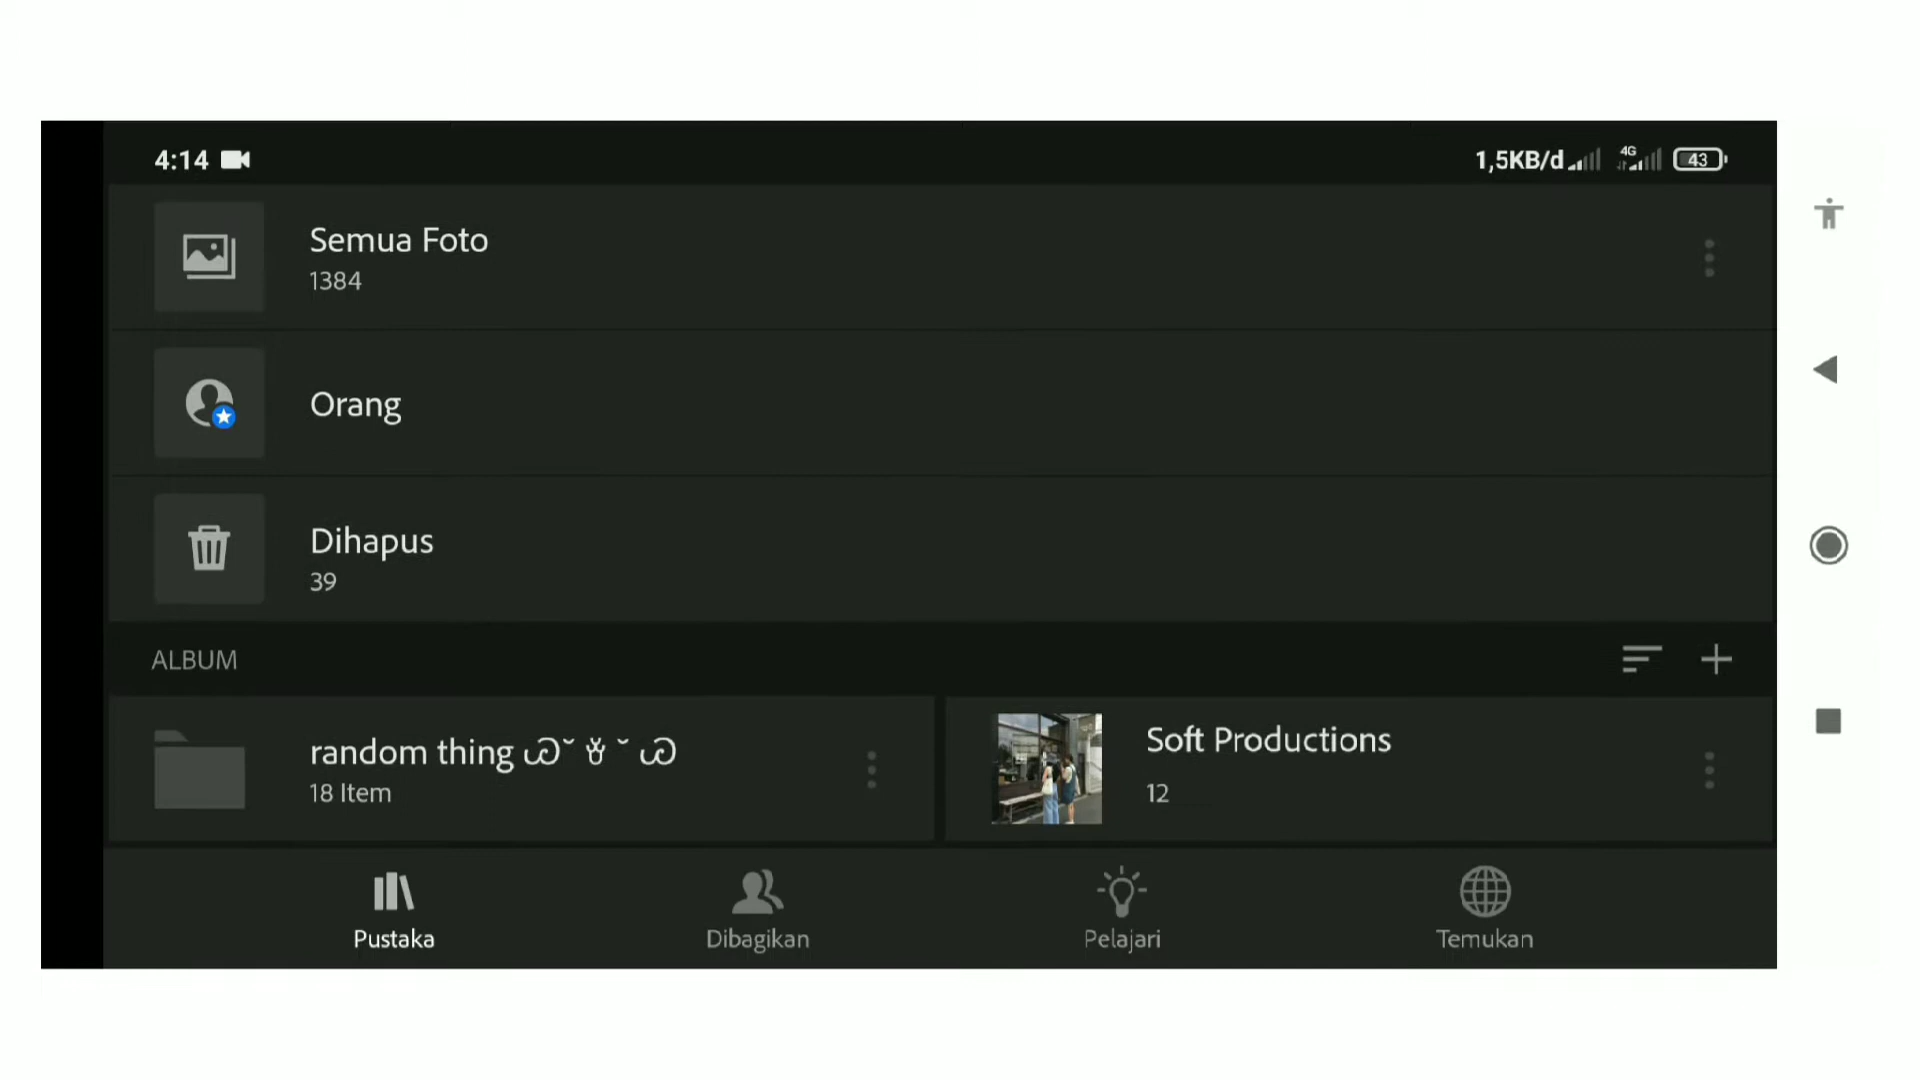 4:14
1,5KB/d 4G 43
Semua Foto
1384
Orang
Dihapus
39
ALBUM
random thing
18 Item
Soft Productions
12
Pustaka
Dibagikan
Pelajari
Temukan